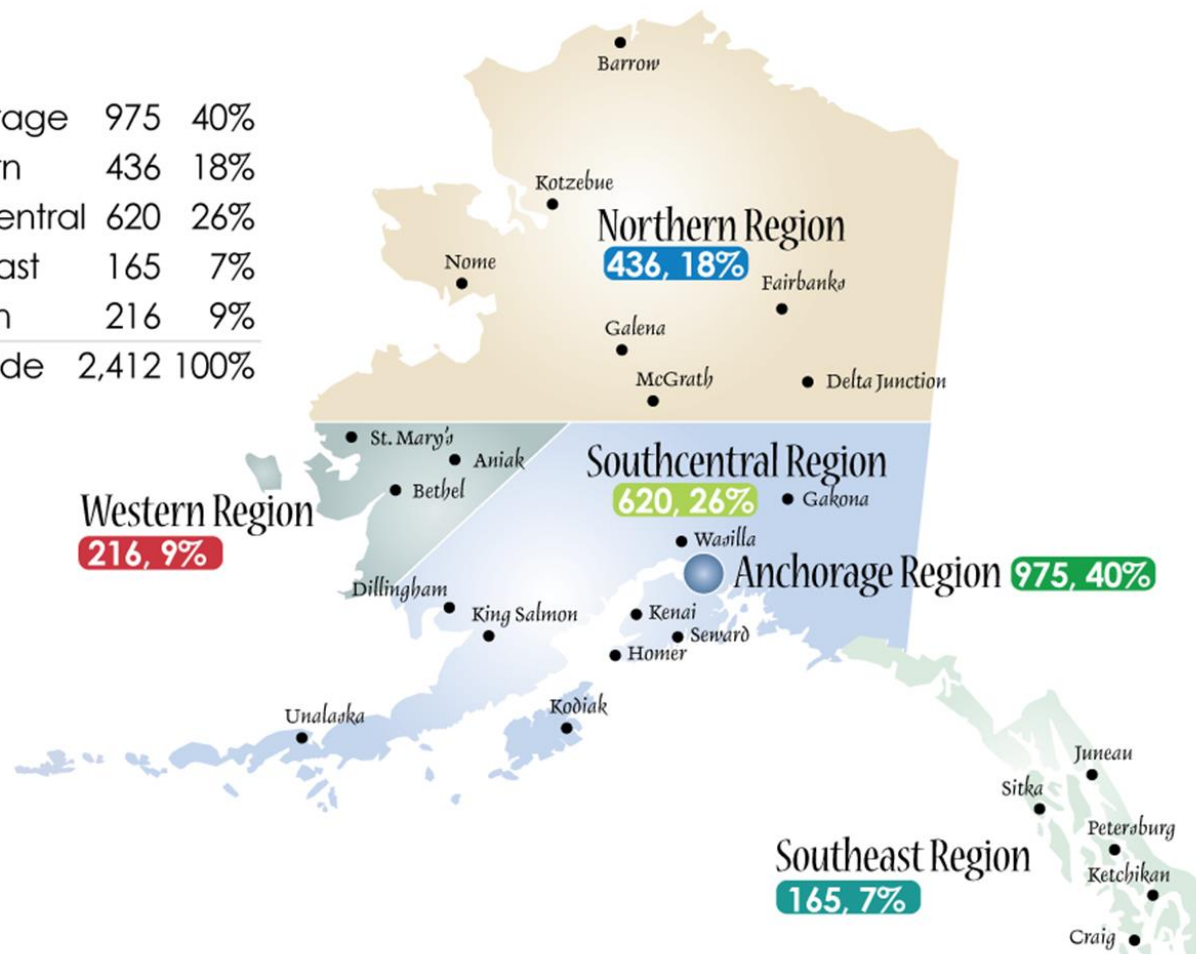 rage 975 40%
rn 436 18%
entral 620 26%
ast 165 7%
n 216 9%
de 2,412 100%
Barrow
Kotzebue
Northern Region
436, 18%
Nome
Fairbanks
Galena
McGrath
Delta Junction
St. Mary's
Aniak
Bethel
Southcentral Region
620, 26%
Gakona
Western Region
216, 9%
Wasilla
Anchorage Region 975, 40%
Dillingham
King Salmon
Kenai
Seward
Homer
Unalaska
Kodiak
Juneau
Sitka
Petersburg
Southeast Region
165, 7%
Ketchikan
Craig